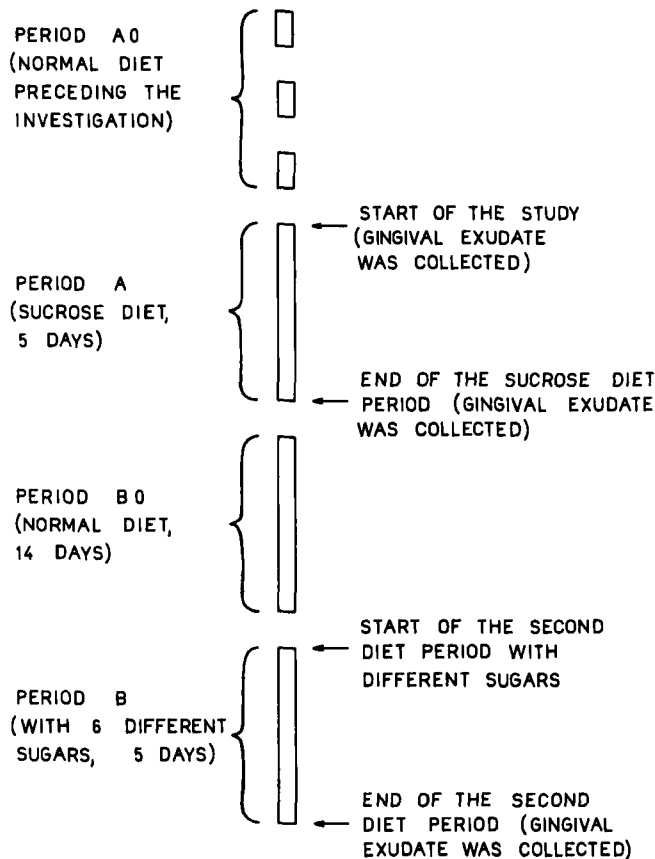 PERIOD A0
(NORMAL DIET
PRECEDING THE
INVESTIGATION)
START OF THE STUDY
(GINGIVAL EXUDATE
WAS COLLECTED)
PERIOD A
(SUCROSE DIET,
5 DAYS)
END OF THE SUCROSE DIET
PERIOD (GINGIVAL EXUDATE
WAS COLLECTED)
PERIOD B0
(NORMAL DIET,
14 DAYS)
START OF THE SECOND
DIET PERIOD WITH
DIFFERENT SUGARS
PERIOD B
(WITH 6 DIFFERENT
SUGARS, 5 DAYS)
END OF THE SECOND
DIET PERIOD (GINGIVAL
EXUDATE WAS COLLECTED)